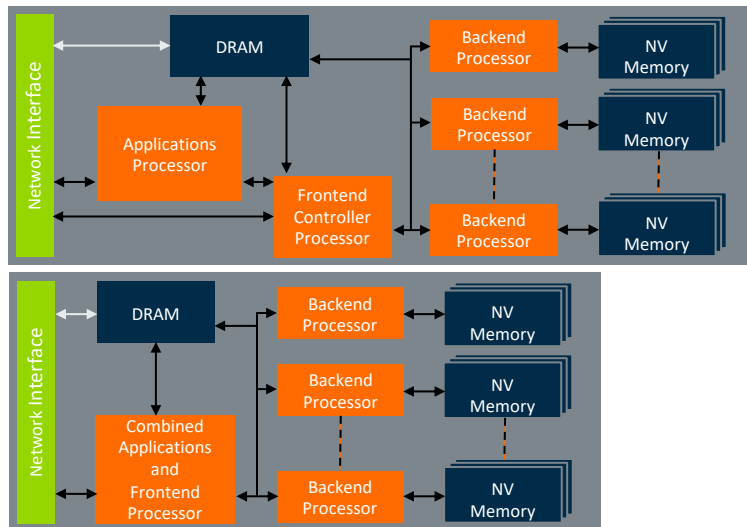 Network Interface
DRAM
Applications
Processor
Frontend
Controller
Processor
Backend
Processor
NV
Memory
Backend
Processor
NV
Memory
Backend
Processor
NV
Memory
Network Interface
DRAM
Combined
Applications
and
Frontend
Processor
Backend
Processor
NV
Memory
Backend
Processor
NV
Memory
Backend
Processor
NV
Memory